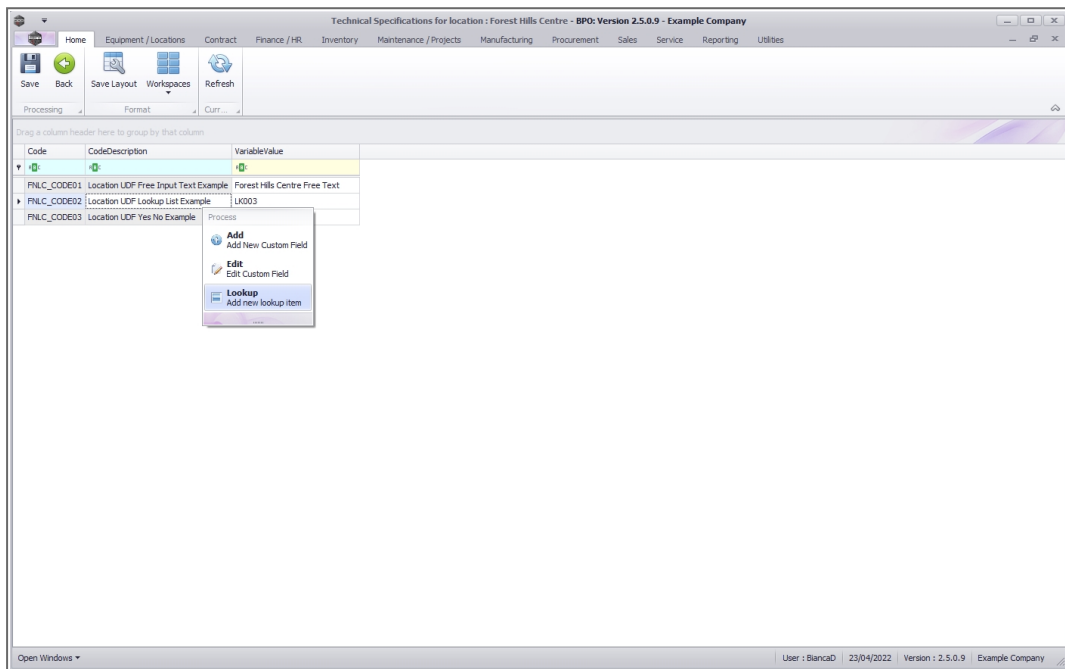 Technical Specifications for location : Forest Hills Centre - BPO: Version 2.5.0.9 - Example Company
Home Equipment / Locations Contract Finance / HR Inventory Maintenance / Projects Manufacturing Procurement Sales Service Reporting Utilities
Save Back Save Layout Workspaces Refresh
Processing Format Curr...
Drag a column header here to group by that column
Code CodeDescription VariableValue
FNLC_CODE01 Location UDF Free Input Text Example Forest Hills Centre Free Text
FNLC_CODE02 Location UDF Lookup List Example LK003
FNLC_CODE03 Location UDF Yes No Example
Process
Add
Add New Custom Field
Edit
Edit Custom Field
Lookup
Add new lookup item
Open Windows User : BiancaD 23/04/2022 Version : 2.5.0.9 Example Company